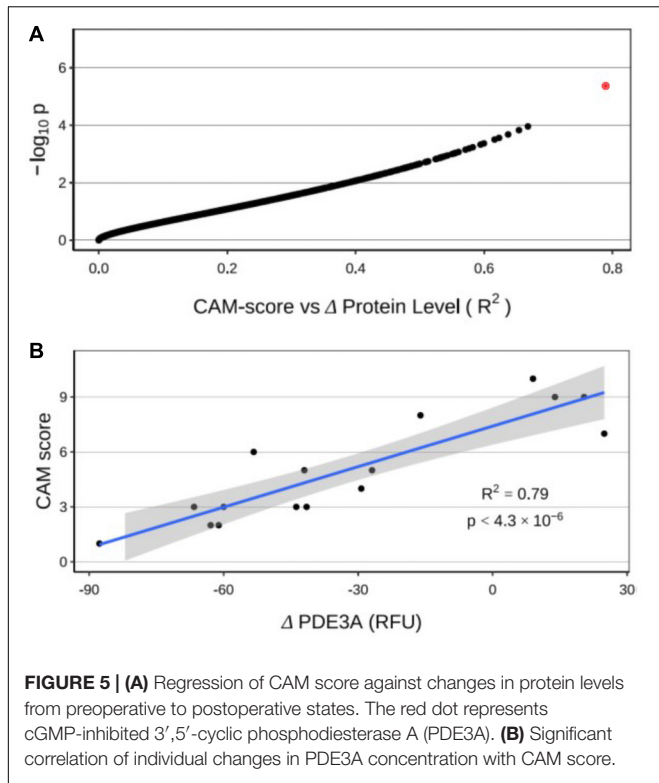 A
6
4
2
0
−log10 p
0.0 0.2 0.4 0.6 0.8
CAM-score vs Δ Protein Level ( R² )
B
9
6
3
0
CAM score
R² = 0.79
p < 4.3 × 10⁻⁶
-90 -60 -30 0 30
Δ PDE3A (RFU)
FIGURE 5 | (A) Regression of CAM score against changes in protein levels
from preoperative to postoperative states. The red dot represents
cGMP-inhibited 3′,5′-cyclic phosphodiesterase A (PDE3A). (B) Significant
correlation of individual changes in PDE3A concentration with CAM score.